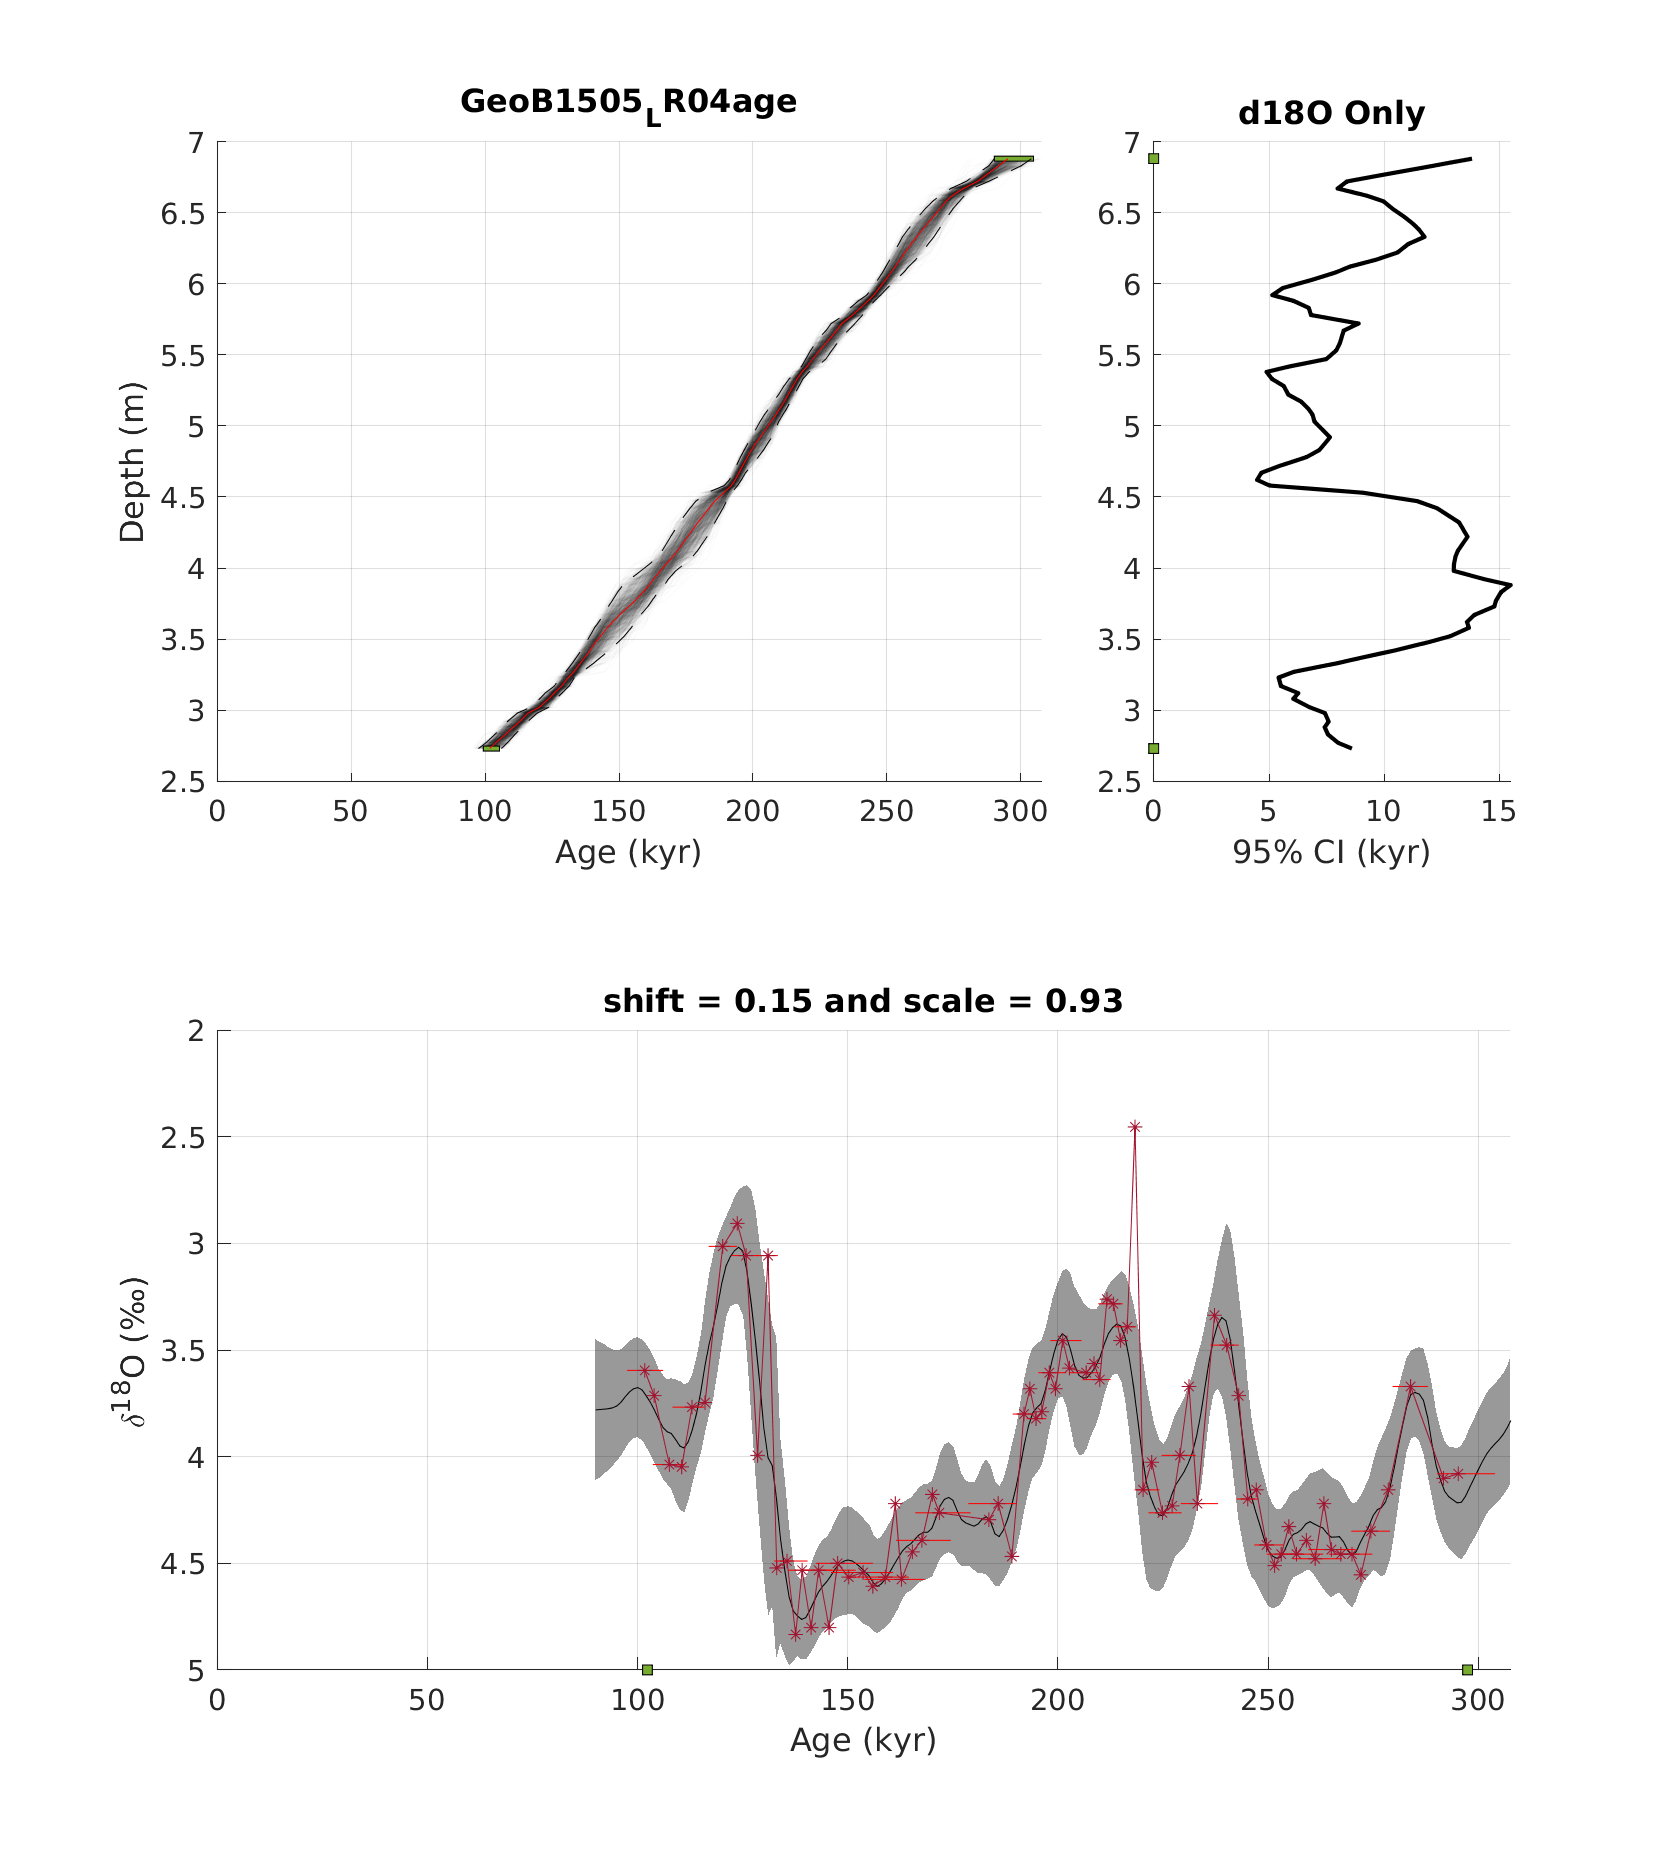 GeoB1505_LR04age
d18O Only
7
6.5
6
5.5
5
4.5
4
3.5
3
2.5
Depth (m)
0 50 100 150 200 250 300
Age (kyr)
7
6.5
6
5.5
5
4.5
4
3.5
3
2.5
0 5 10 15
95% CI (kyr)
shift = 0.15 and scale = 0.93
2
2.5
3
3.5
4
4.5
5
δ¹⁸O (‰)
0 50 100 150 200 250 300
Age (kyr)